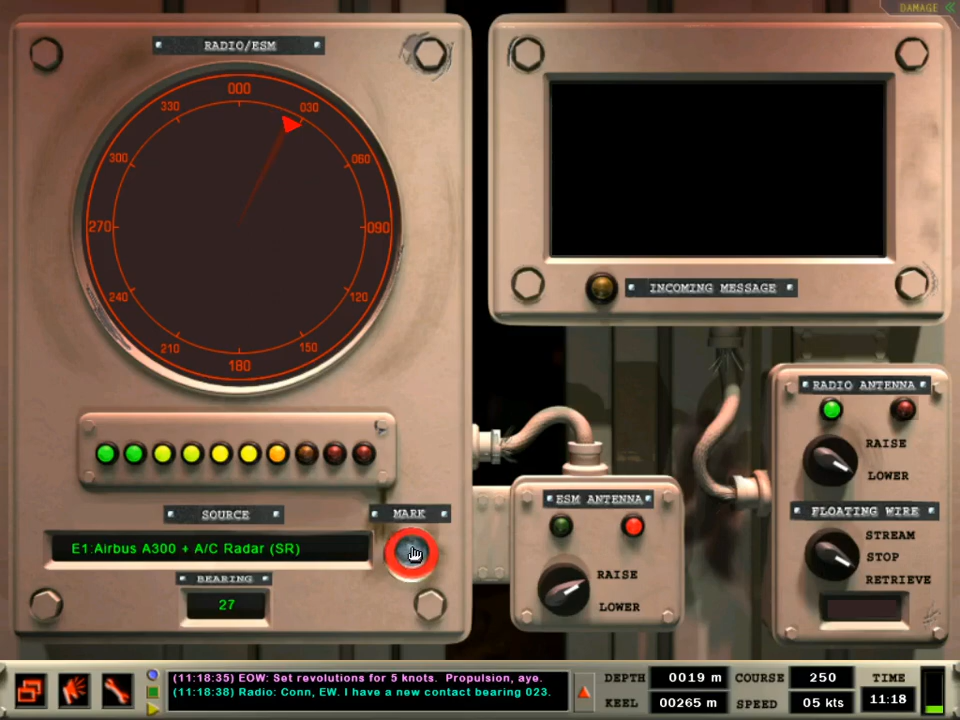 DAMAGE
RADIO/ESM
000
330 030
300 060
270 090
240 120
210 150
180
INCOMING MESSAGE
RADIO ANTENNA
RAISE
LOWER
FLOATING WIRE
STREAM
STOP
RETRIEVE
ESM ANTENNA
RAISE
LOWER
SOURCE
MARK
E1:Airbus A300 + A/C Radar (SR)
BEARING
27
(11:18:35) EOW: Set revolutions for 5 knots. Propulsion, aye.
(11:18:38) Radio: Conn, EW. I have a new contact bearing 023.
DEPTH 0019 m COURSE 250 TIME
KEEL 00265 m SPEED 05 kts 11:18